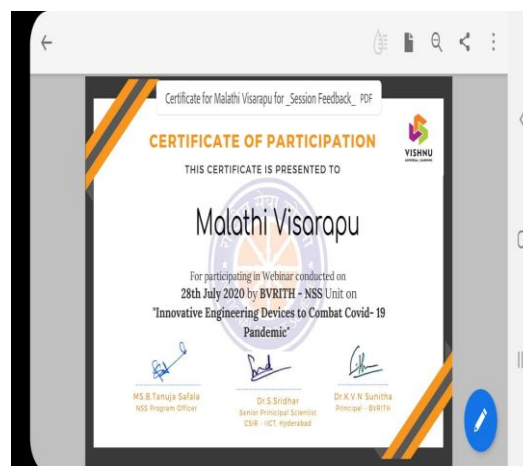 Certificate for Malathi Visarapu for _Session Feedback_ PDF
CERTIFICATE OF PARTICIPATION
VISHNU
UNIVERSAL LEARNING
THIS CERTIFICATE IS PRESENTED TO
Malathi Visarapu
For participating in Webinar conducted on
28th July 2020 by BVRITH - NSS Unit on
"Innovative Engineering Devices to Combat Covid- 19
Pandemic"
MS.B.Tanuja Safala
NSS Program Officer
Dr.S.Sridhar
Senior Prinicipal Scientist
CSIR - IICT, Hyderabad
Dr.K.V.N Sunitha
Principal - BVRITH